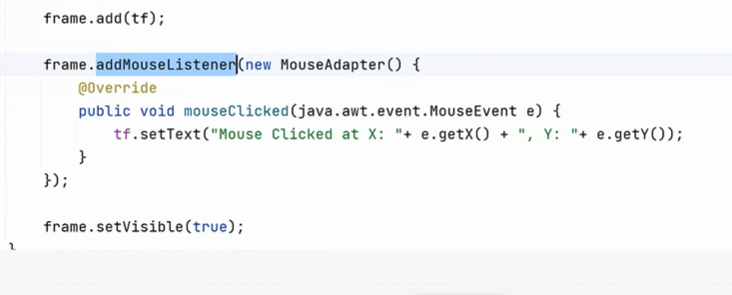 frame.add(tf);
frame.addMouseListener(new MouseAdapter() {
@Override
public void mouseClicked(java.awt.event.MouseEvent e) {
tf.setText("Mouse Clicked at X: "+ e.getX() + ", Y: "+ e.getY());
}
});
frame.setVisible(true);
}